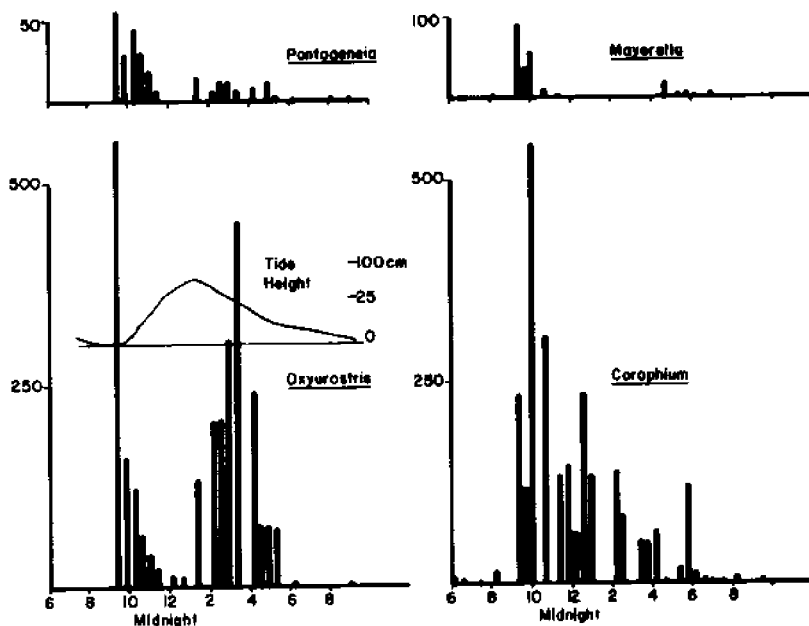 50
Pontogeneia
100
Mayerella
500
250
0
Tide
Height
-100cm
-25
0
Oxyurostris
6 8 10 12 2 4 6 8
Midnight
500
250
Corophium
6 8 10 12 2 4 6 8
Midnight